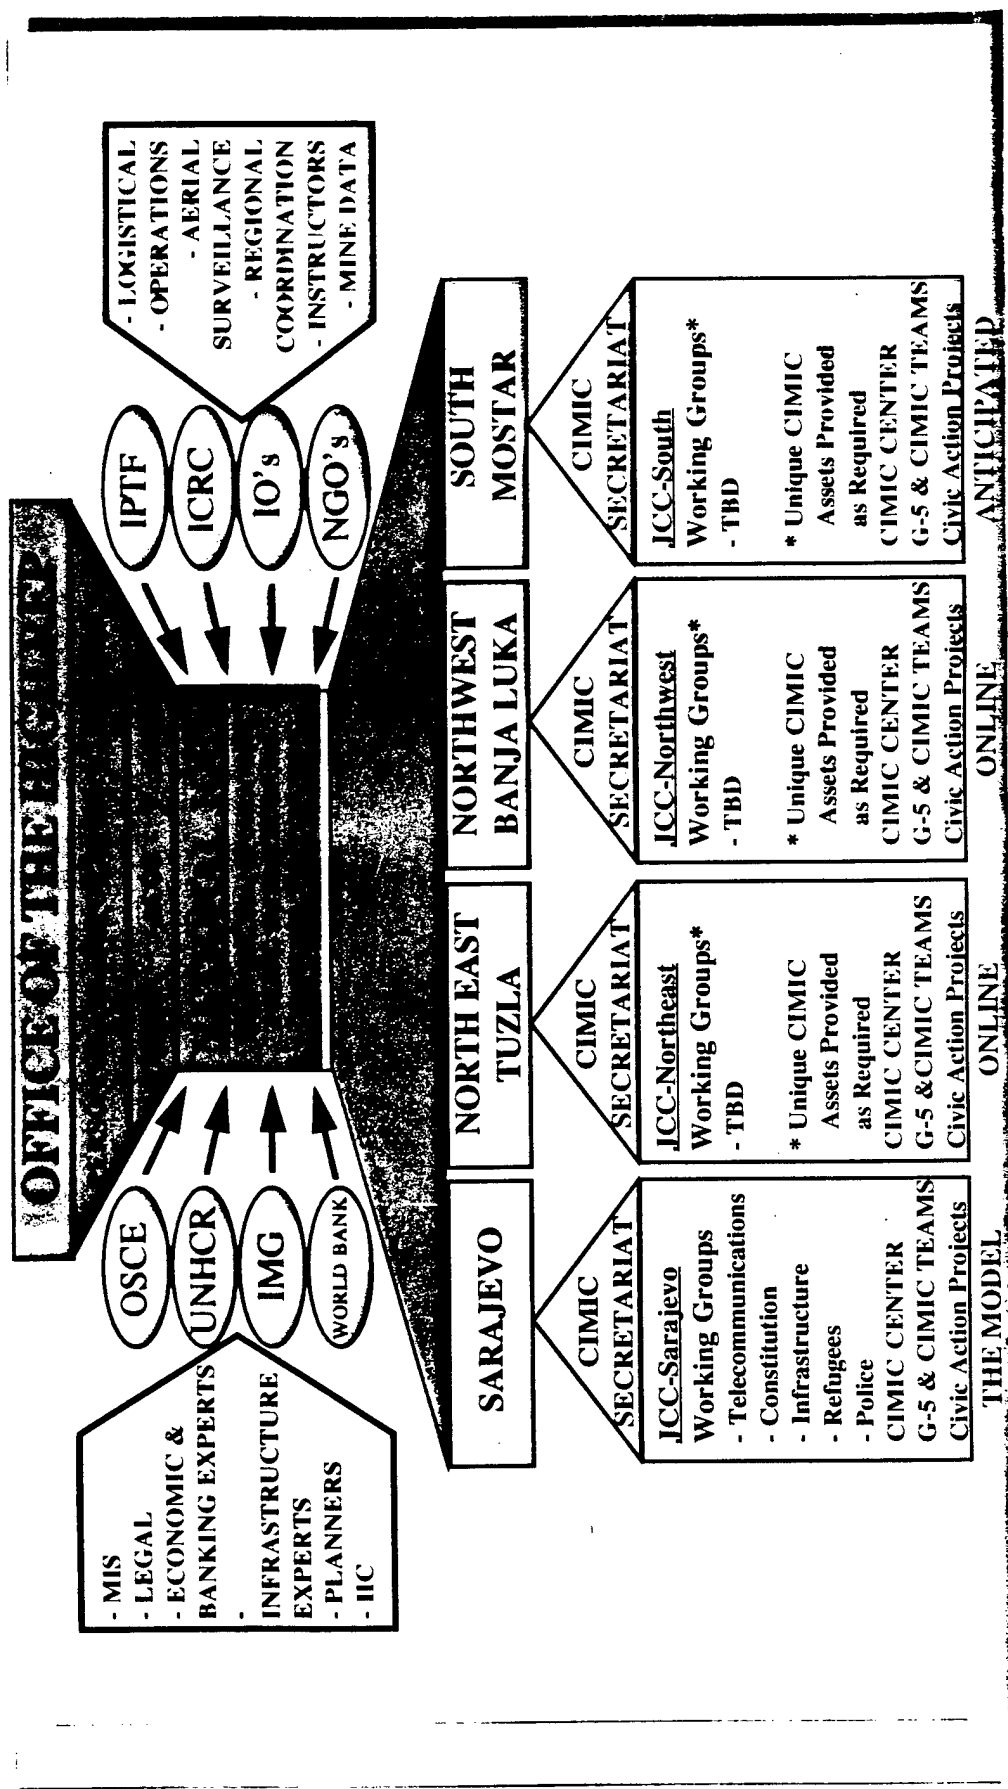 OFFICE OF THE HIGH REP
- MIS
- LEGAL
- ECONOMIC &
BANKING EXPERTS
-
INFRASTRUCTURE
EXPERTS
- PLANNERS
- IIC
OSCE
UNHCR
IMG
WORLD BANK
IPTF
ICRC
IO's
NGO's
- LOGISTICAL
- OPERATIONS
- AERIAL
SURVEILLANCE
- REGIONAL
COORDINATION
- INSTRUCTORS
- MINE DATA
SARAJEVO
CIMIC
SECRETARIAT
JCC-Sarajevo
Working Groups
- Telecommunications
- Constitution
- Infrastructure
- Refugees
- Police
CIMIC CENTER
G-5 & CIMIC TEAMS
Civic Action Projects
THE MODEL
NORTH EAST
TUZLA
CIMIC
SECRETARIAT
JCC-Northeast
Working Groups*
- TBD
* Unique CIMIC
Assets Provided
as Required
CIMIC CENTER
G-5 &CIMIC TEAMS
Civic Action Projects
ONLINE
NORTHWEST
BANJA LUKA
CIMIC
SECRETARIAT
JCC-Northwest
Working Groups*
- TBD
* Unique CIMIC
Assets Provided
as Required
CIMIC CENTER
G-5 & CIMIC TEAMS
Civic Action Projects
ONLINE
SOUTH
MOSTAR
CIMIC
SECRETARIAT
JCC-South
Working Groups*
- TBD
* Unique CIMIC
Assets Provided
as Required
CIMIC CENTER
G-5 & CIMIC TEAMS
Civic Action Projects
ANTICIPATED